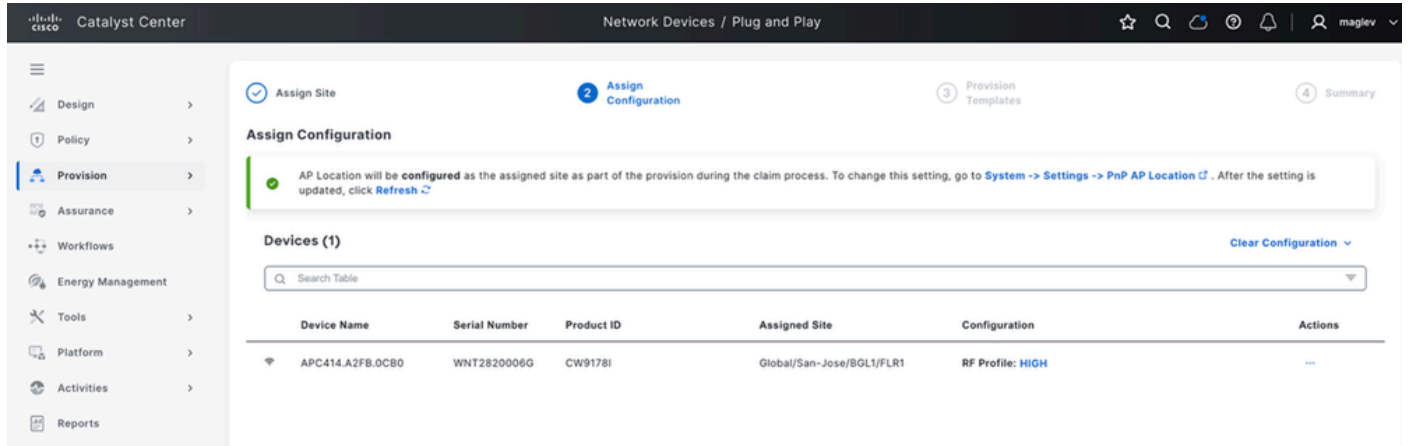 cisco Catalyst Center
Network Devices / Plug and Play
maglev
Design
Policy
Provision
Assurance
Workflows
Energy Management
Tools
Platform
Activities
Reports
Assign Site
2 Assign
Configuration
3 Provision
Templates
4 Summary
Assign Configuration
AP Location will be configured as the assigned site as part of the provision during the claim process. To change this setting, go to System -> Settings -> PnP AP Location . After the setting is
updated, click Refresh
Devices (1)
Clear Configuration
Search Table
Device Name Serial Number Product ID Assigned Site Configuration Actions
APC414.A2FB.0CB0 WNT2820006G CW9178I Global/San-Jose/BGL1/FLR1 RF Profile: HIGH ...